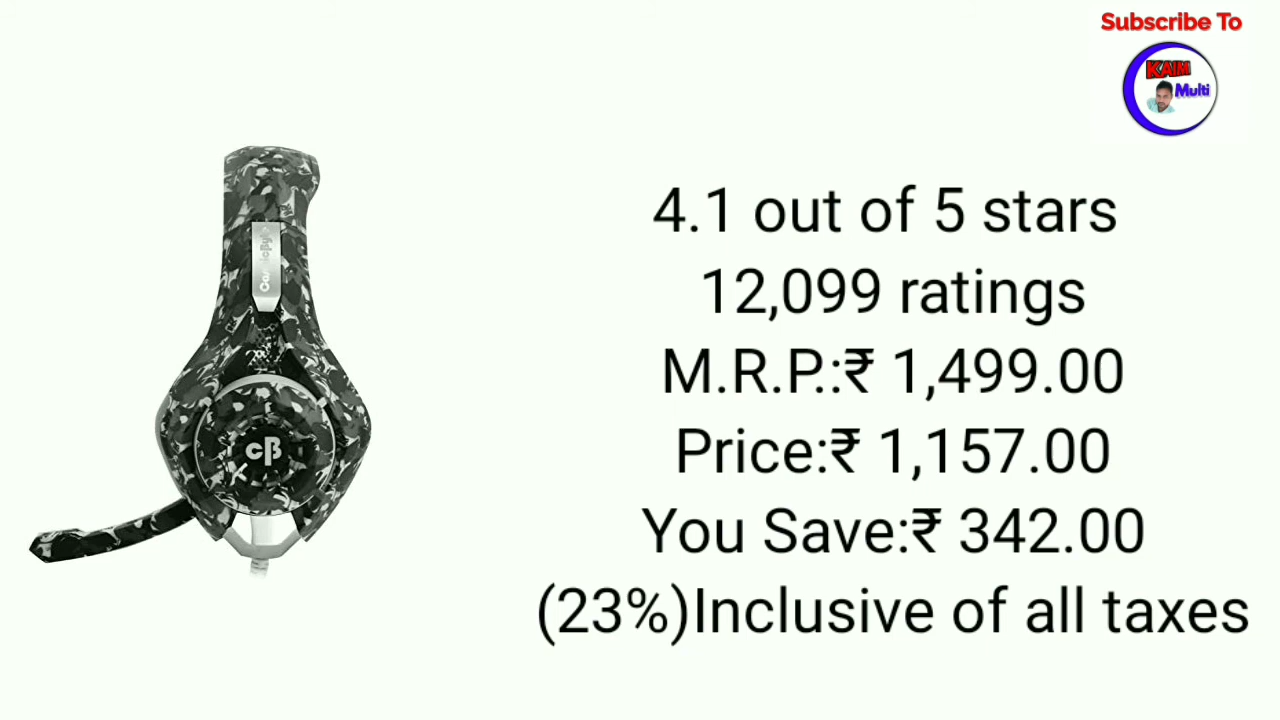 Subscribe To
KAIM
Multi
CosmicByte
cβ
4.1 out of 5 stars
12,099 ratings
M.R.P.:₹ 1,499.00
Price:₹ 1,157.00
You Save:₹ 342.00
(23%)Inclusive of all taxes